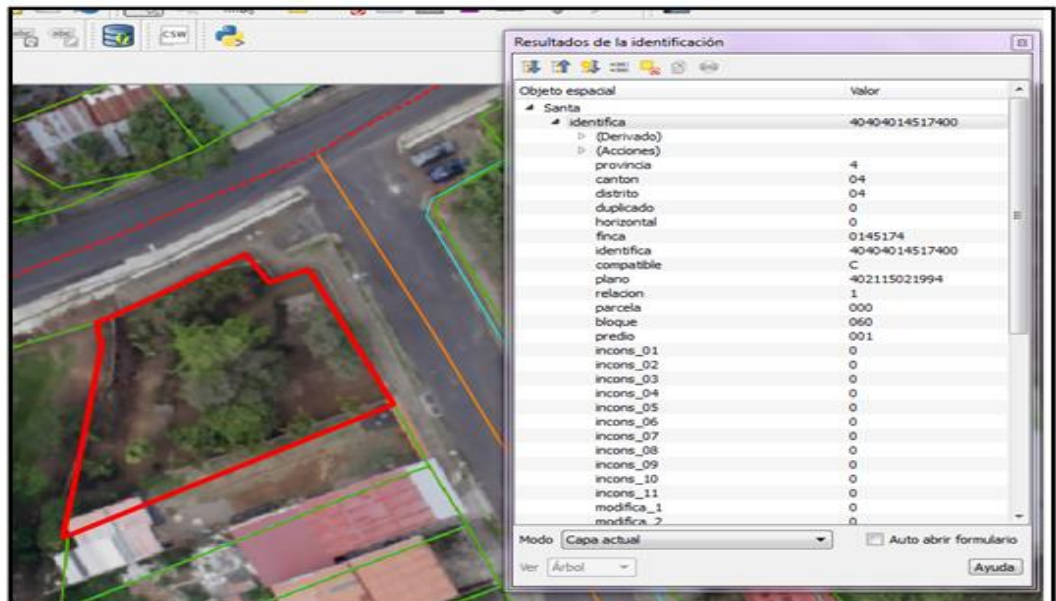 CSW
Resultados de la identificación
Objeto espacial Valor
Santa
identifica 40404014517400
(Derivado)
(Acciones)
provincia 4
canton 04
distrito 04
duplicado 0
horizontal 0
finca 0145174
identifica 40404014517400
compatible C
plano 402115021994
relacion 1
parcela 000
bloque 060
predio 001
incons_01 0
incons_02 0
incons_03 0
incons_04 0
incons_05 0
incons_06 0
incons_07 0
incons_08 0
incons_09 0
incons_10 0
incons_11 0
modifica_1 0
modifica_2 0
Modo Capa actual Auto abrir formulario
Ver Árbol Ayuda